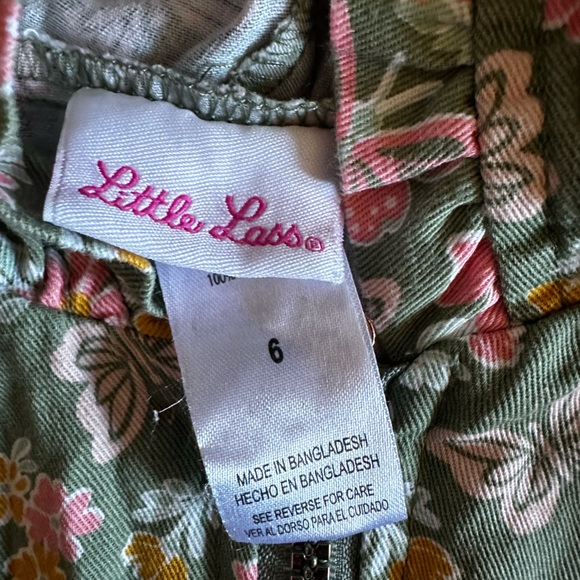 Little Lass®
100%
6
MADE IN BANGLADESH
HECHO EN BANGLADESH
SEE REVERSE FOR CARE
VER AL DORSO PARA EL CUIDADO